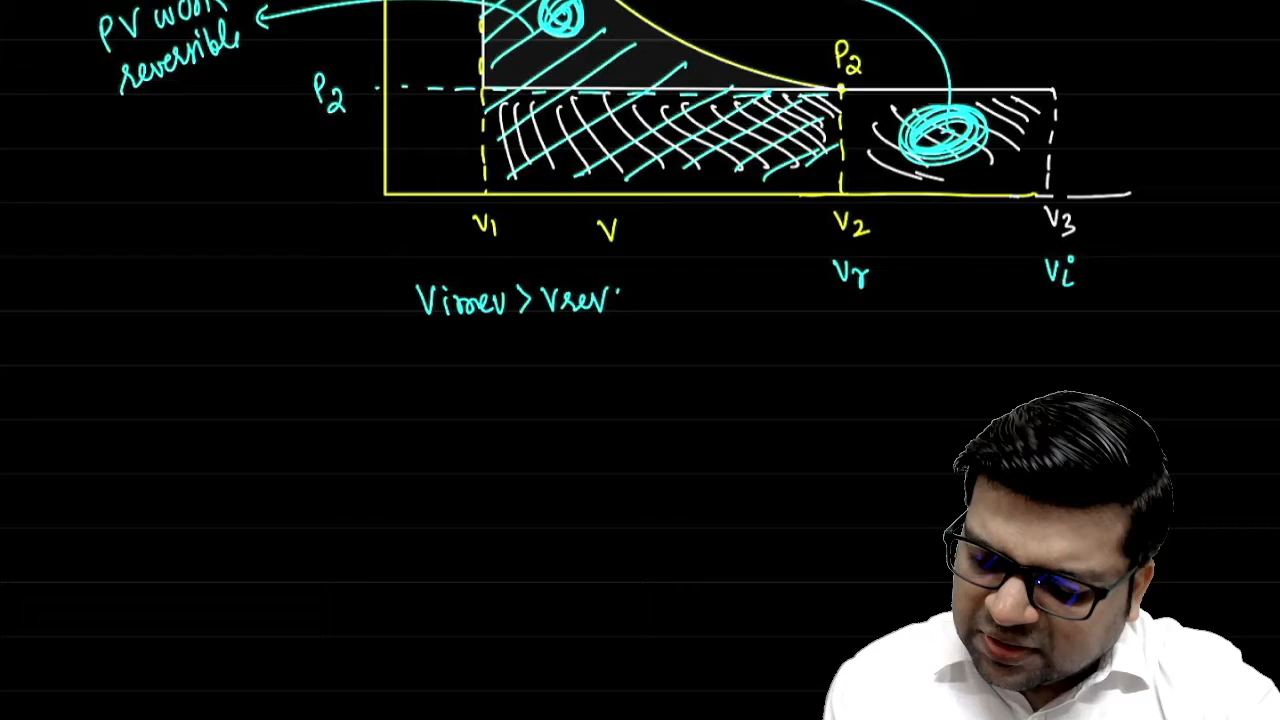 PV work
reversible
P2
P2
V1 V V2 V3
Vr Vi
Virrev > Vrev.